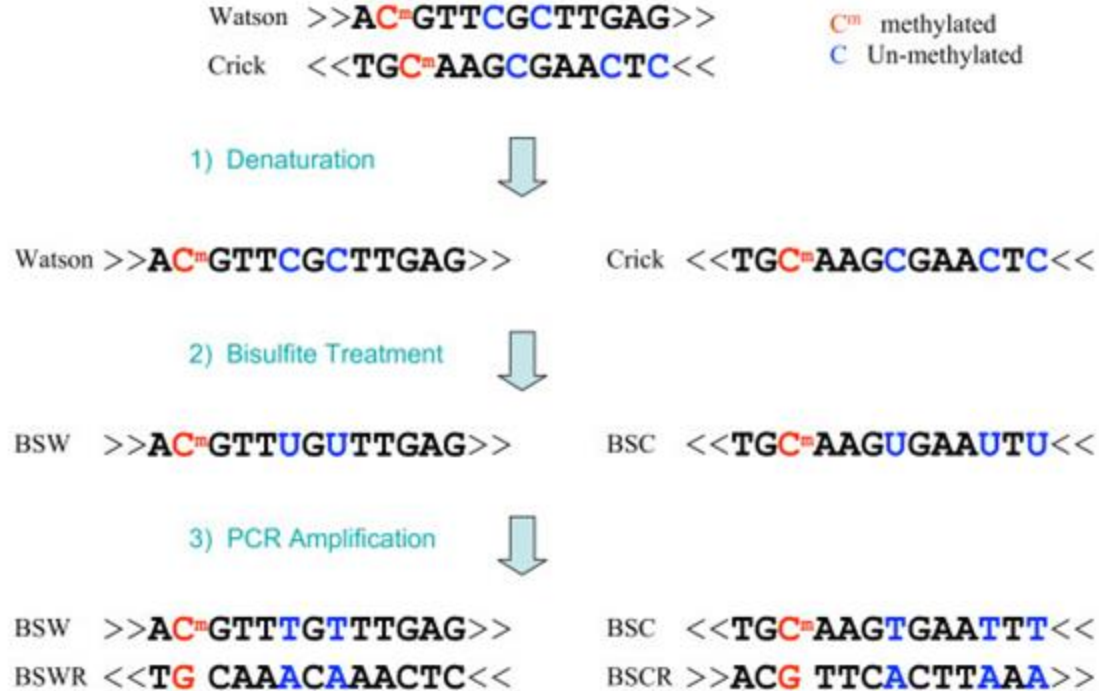 Watson >>ACᵐGTTCGCTTGAG>> Cᵐ methylated
Crick <<TGCᵐAAGCGAACTC<< C Un-methylated
1) Denaturation
Watson >>ACᵐGTTCGCTTGAG>> Crick <<TGCᵐAAGCGAACTC<<
2) Bisulfite Treatment
BSW >>ACᵐGTTUGUTTGAG>> BSC <<TGCᵐAAGUGAAUTU<<
3) PCR Amplification
BSW >>ACᵐGTTTGTTTGAG>> BSC <<TGCᵐAAGTGAATTT<<
BSWR <<TG CAAACAAACTC<< BSCR >>ACG TTCACTTAAA>>